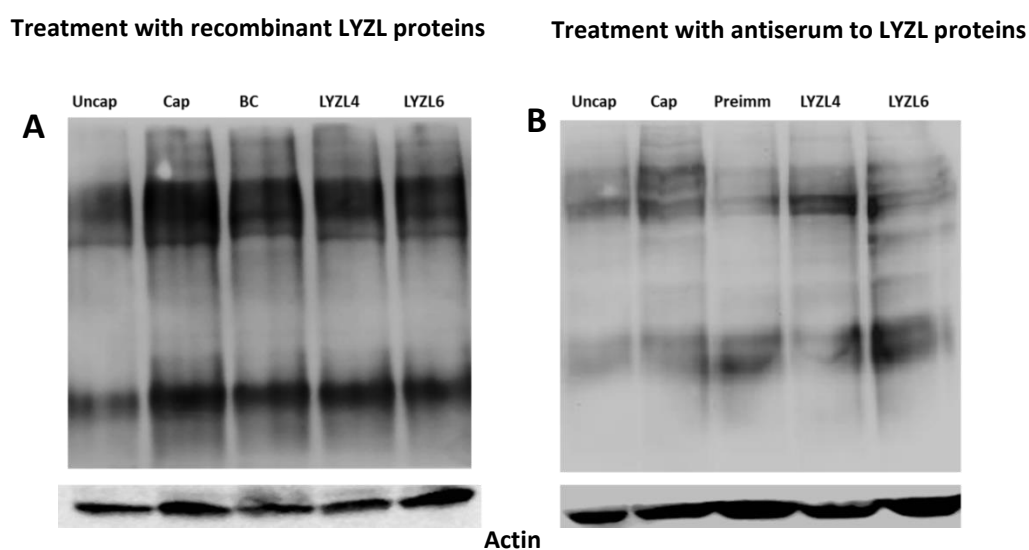 Treatment with recombinant LYZL proteins
Treatment with antiserum to LYZL proteins
A
Uncap Cap BC LYZL4 LYZL6
B
Uncap Cap Preimm LYZL4 LYZL6
Actin